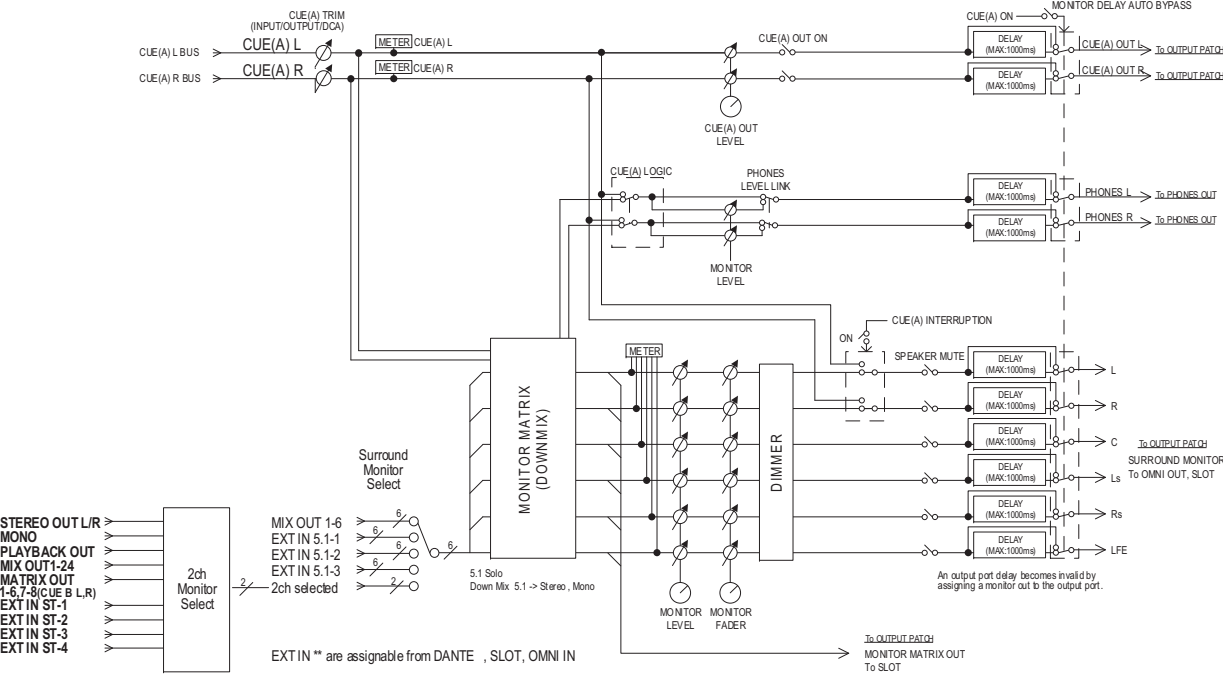 MONITOR DELAY AUTO BYPASS
CUE(A) ON
CUE(A) TRIM
(INPUT/OUTPUT/DCA)
CUE(A) L BUS
CUE(A) L
METER CUE(A) L
CUE(A) OUT ON
DELAY
(MAX:1000ms)
CUE(A) OUT L
To OUTPUT PATCH
CUE(A) R BUS
CUE(A) R
METER CUE(A) R
DELAY
(MAX:1000ms)
CUE(A) OUT R
To OUTPUT PATCH
CUE(A) OUT
LEVEL
CUE(A) LOGIC
PHONES
LEVEL LINK
DELAY
(MAX:1000ms)
PHONES L
To PHONES OUT
DELAY
(MAX:1000ms)
PHONES R
To PHONES OUT
MONITOR
LEVEL
CUE(A) INTERRUPTION
ON
METER
SPEAKER MUTE
MONITOR MATRIX
(DOWNMIX)
DIMMER
DELAY
(MAX:1000ms)
L
DELAY
(MAX:1000ms)
R
DELAY
(MAX:1000ms)
C
DELAY
(MAX:1000ms)
Ls
DELAY
(MAX:1000ms)
Rs
DELAY
(MAX:1000ms)
LFE
To OUTPUT PATCH
SURROUND MONITOR
To OMNI OUT, SLOT
An output port delay becomes invalid by
assigning a monitor out to the output port.
Surround
Monitor
Select
MIX OUT 1-6
6
EXT IN 5.1-1
6
EXT IN 5.1-2
6
EXT IN 5.1-3
6
2ch selected
2
6
5.1 Solo
Down Mix 5.1 -> Stereo , Mono
STEREO OUT L/R
MONO
PLAYBACK OUT
MIX OUT1-24
MATRIX OUT
1-6,7-8(CUE B L,R)
EXT IN ST-1
EXT IN ST-2
EXT IN ST-3
EXT IN ST-4
2ch
Monitor
Select
2
MONITOR
LEVEL
MONITOR
FADER
To OUTPUT PATCH
MONITOR MATRIX OUT
To SLOT
EXT IN ** are assignable from DANTE , SLOT, OMNI IN